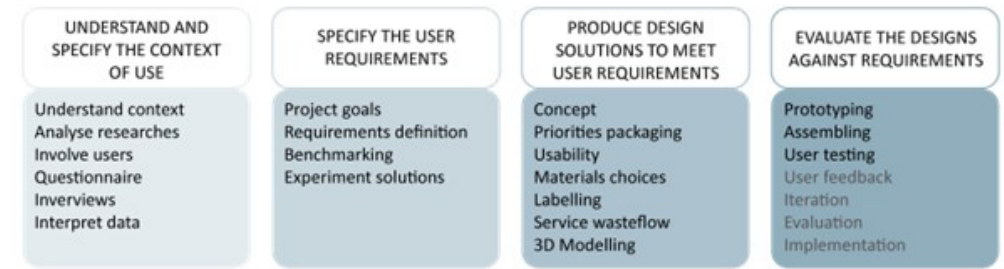 UNDERSTAND AND
SPECIFY THE CONTEXT
OF USE
Understand context
Analyse researches
Involve users
Questionnaire
Inverviews
Interpret data
SPECIFY THE USER
REQUIREMENTS
Project goals
Requirements definition
Benchmarking
Experiment solutions
PRODUCE DESIGN
SOLUTIONS TO MEET
USER REQUIREMENTS
Concept
Priorities packaging
Usability
Materials choices
Labelling
Service wasteflow
3D Modelling
EVALUATE THE DESIGNS
AGAINST REQUIREMENTS
Prototyping
Assembling
User testing
User feedback
Iteration
Evaluation
Implementation